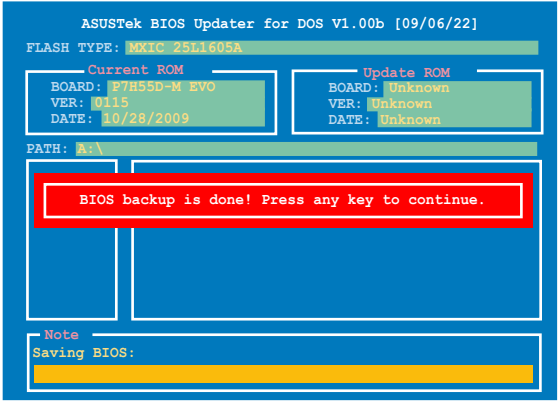 ASUSTek BIOS Updater for DOS V1.00b [09/06/22]
FLASH TYPE: MXIC 25L1605A
Current ROM
BOARD: P7H55D-M EVO
VER: 0115
DATE: 10/28/2009
Update ROM
BOARD: Unknown
VER: Unknown
DATE: Unknown
PATH: A:\
BIOS backup is done! Press any key to continue.
Note
Saving BIOS: